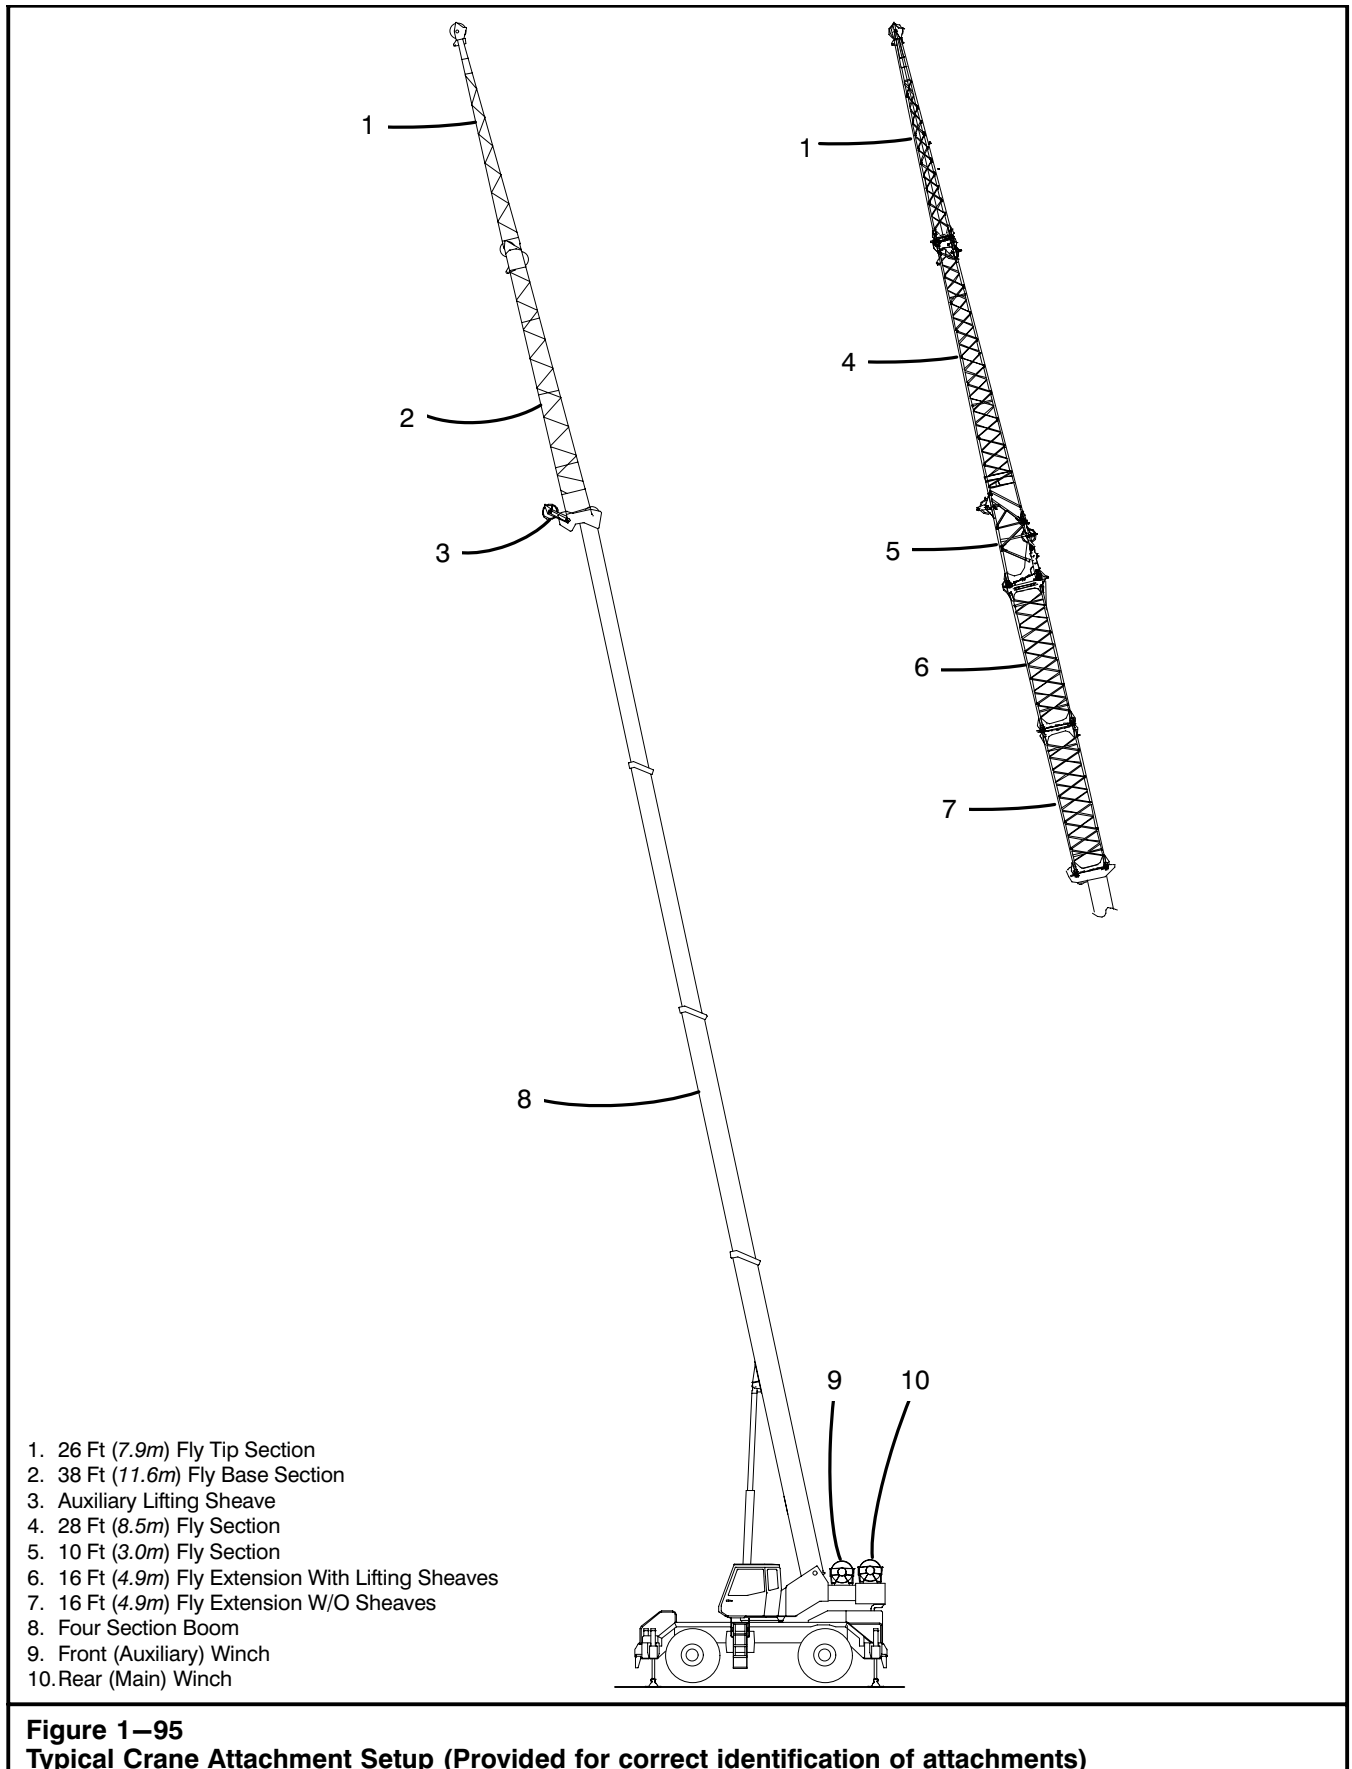 1
1
4
2
3
5
6
7
8
9
10
1. 26 Ft (7.9m) Fly Tip Section
2. 38 Ft (11.6m) Fly Base Section
3. Auxiliary Lifting Sheave
4. 28 Ft (8.5m) Fly Section
5. 10 Ft (3.0m) Fly Section
6. 16 Ft (4.9m) Fly Extension With Lifting Sheaves
7. 16 Ft (4.9m) Fly Extension W/O Sheaves
8. Four Section Boom
9. Front (Auxiliary) Winch
10. Rear (Main) Winch
Figure 1—95
Typical Crane Attachment Setup (Provided for correct identification of attachments)